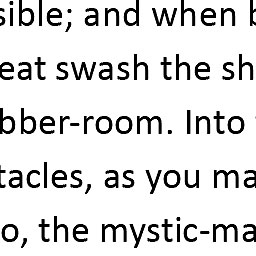 sible; and when b
eat swash the sh
bber-room. Into
tacles, as you ma
o, the mystic-ma